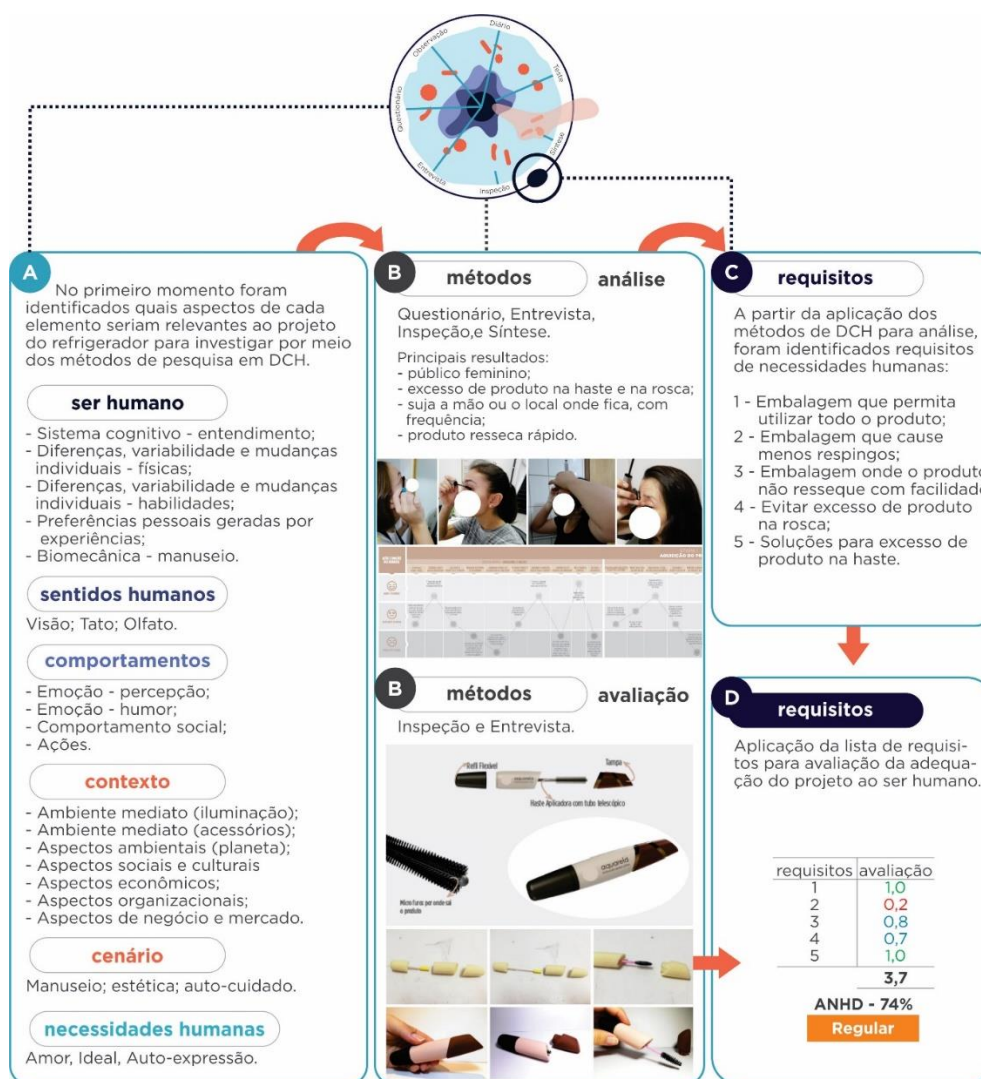 Observação
Diário
Teste
Síntese
Inspeção
Entrevista
Questionário
A
No primeiro momento foram
identificados quais aspectos de cada
elemento seriam relevantes ao projeto
do refrigerador para investigar por meio
dos métodos de pesquisa em DCH.
ser humano
- Sistema cognitivo - entendimento;
- Diferenças, variabilidade e mudanças
individuais - físicas;
- Diferenças, variabilidade e mudanças
individuais - habilidades;
- Preferências pessoais geradas por
experiências;
- Biomecânica - manuseio.
sentidos humanos
Visão; Tato; Olfato.
comportamentos
- Emoção - percepção;
- Emoção - humor;
- Comportamento social;
- Ações.
contexto
- Ambiente mediato (iluminação);
- Ambiente mediato (acessórios);
- Aspectos ambientais (planeta);
- Aspectos sociais e culturais
- Aspectos econômicos;
- Aspectos organizacionais;
- Aspectos de negócio e mercado.
cenário
Manuseio; estética; auto-cuidado.
necessidades humanas
Amor, Ideal, Auto-expressão.
B
métodos análise
Questionário, Entrevista,
Inspeção,e Síntese.
Principais resultados:
- público feminino;
- excesso de produto na haste e na rosca;
- suja a mão ou o local onde fica, com
frequência;
- produto resseca rápido.
B
métodos avaliação
Inspeção e Entrevista.
Refil Flexível
Tampa
Haste Aplicadora com tubo telescópico
aquarela
Micro furos por onde sai
o produto
C
requisitos
A partir da aplicação dos
métodos de DCH para análise,
foram identificados requisitos
de necessidades humanas:
1 - Embalagem que permita
utilizar todo o produto;
2 - Embalagem que cause
menos respingos;
3 - Embalagem onde o produto
não resseque com facilidade
4 - Evitar excesso de produto
na rosca;
5 - Soluções para excesso de
produto na haste.
D
requisitos
Aplicação da lista de requisi-
tos para avaliação da adequa-
ção do projeto ao ser humano.
requisitos avaliação
1 1,0
2 0,2
3 0,8
4 0,7
5 1,0
3,7
ANHD - 74%
Regular